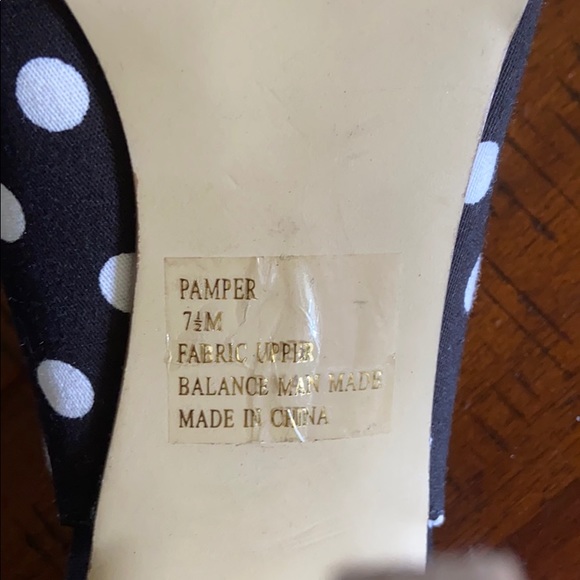 PAMPER
7½M
FABRIC UPPER
BALANCE MAN MADE
MADE IN CHINA